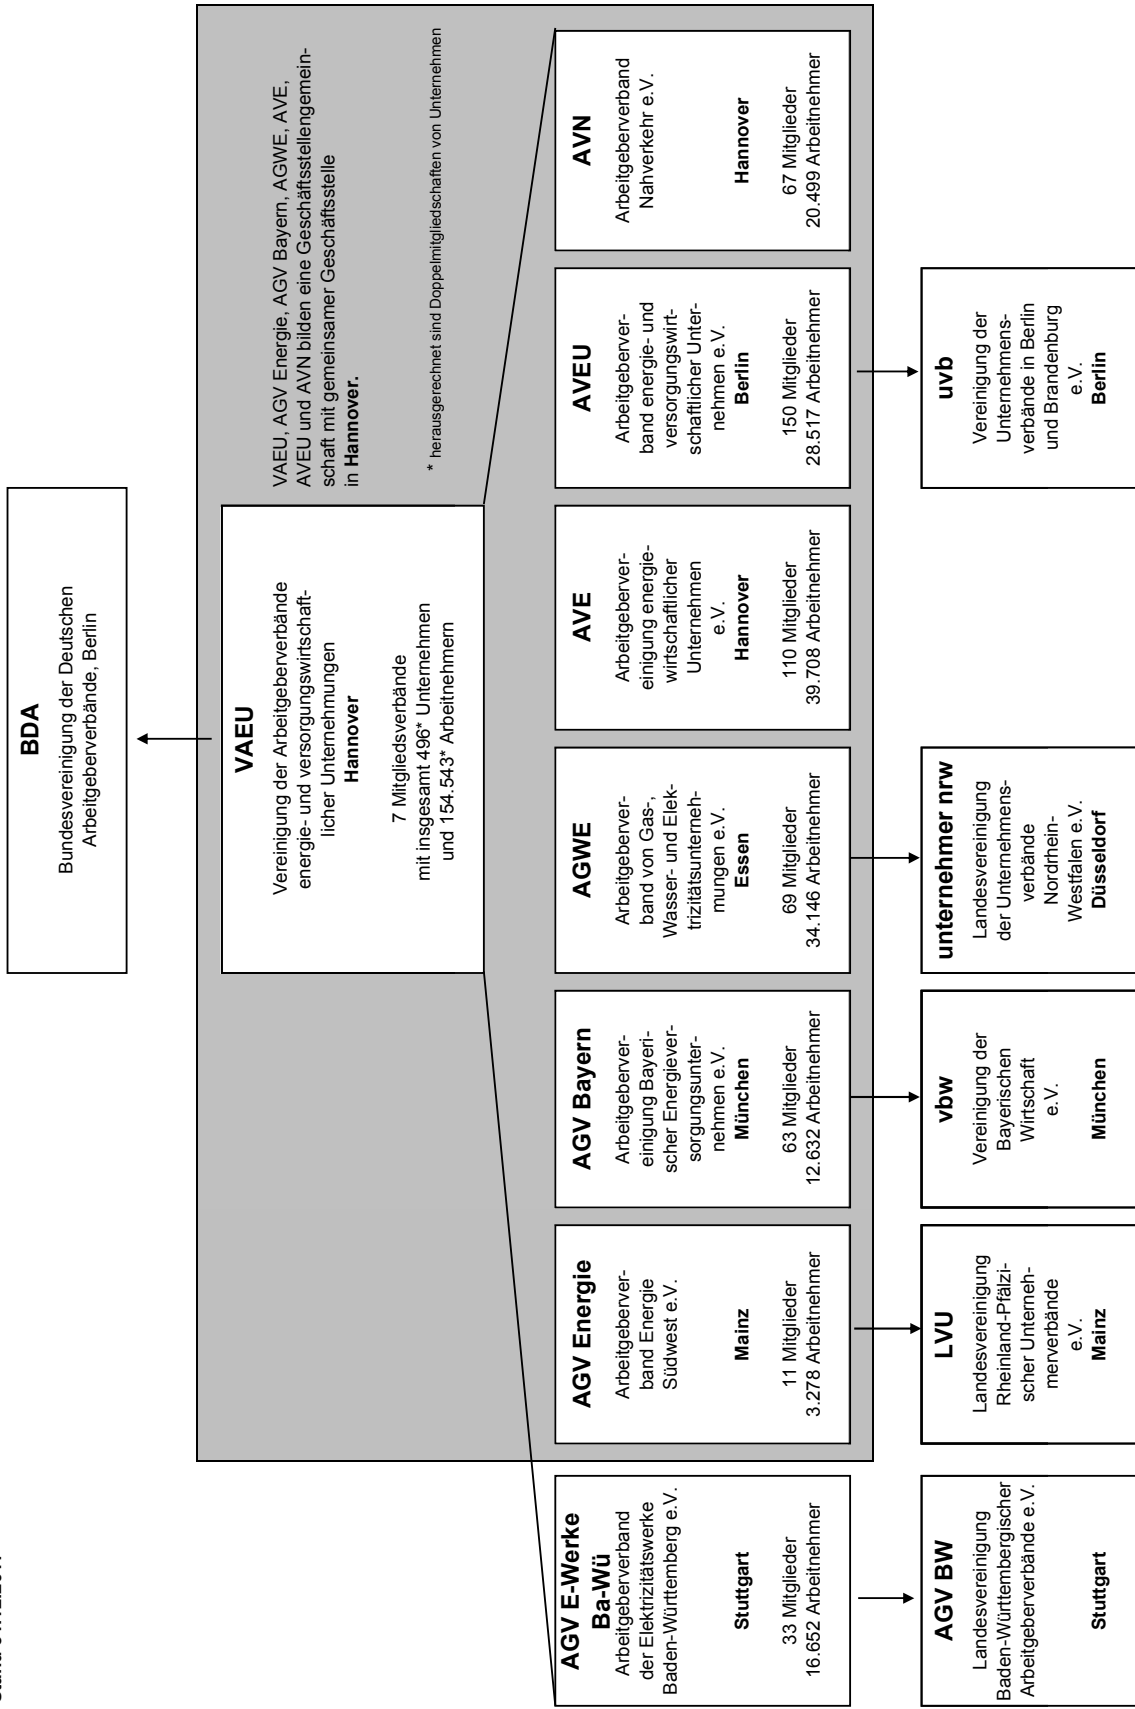 BDA
Bundesvereinigung der Deutschen
Arbeitgeberverbände, Berlin
VAEU
Vereinigung der Arbeitgeberverbände
energie- und versorgungswirtschaft-
licher Unternehmungen
Hannover
7 Mitgliedsverbände
mit insgesamt 496* Unternehmen
und 154.543* Arbeitnehmern
VAEU, AGV Energie, AGV Bayern, AGWE, AVE,
AVEU und AVN bilden eine Geschäftsstellengemein-
schaft mit gemeinsamer Geschäftsstelle
in Hannover.
* herausgerechnet sind Doppelmitgliedschaften von Unternehmen
AGV E-Werke
Ba-Wü
Arbeitgeberverband
der Elektrizitätswerke
Baden-Württemberg e.V.
Stuttgart
33 Mitglieder
16.652 Arbeitnehmer
AGV Energie
Arbeitgeberver-
band Energie
Südwest e.V.
Mainz
11 Mitglieder
3.278 Arbeitnehmer
AGV Bayern
Arbeitgeberver-
einigung Bayeri-
scher Energiever-
sorgungsunter-
nehmen e.V.
München
63 Mitglieder
12.632 Arbeitnehmer
AGWE
Arbeitgeberver-
band von Gas-,
Wasser- und Elek-
trizitätsunterneh-
mungen e.V.
Essen
69 Mitglieder
34.146 Arbeitnehmer
AVE
Arbeitgeberver-
einigung energie-
wirtschaftlicher
Unternehmen
e.V.
Hannover
110 Mitglieder
39.708 Arbeitnehmer
AVEU
Arbeitgeberver-
band energie- und
versorgungswirt-
schaftlicher Unter-
nehmen e.V.
Berlin
150 Mitglieder
28.517 Arbeitnehmer
AVN
Arbeitgeberverband
Nahverkehr e.V.
Hannover
67 Mitglieder
20.499 Arbeitnehmer
AGV BW
Landesvereinigung
Baden-Württembergischer
Arbeitgeberverbände e.V.
Stuttgart
LVU
Landesvereinigung
Rheinland-Pfälzi-
scher Unterneh-
merverbände
e.V.
Mainz
vbw
Vereinigung der
Bayerischen
Wirtschaft
e.V.
München
unternehmer nrw
Landesvereinigung
der Unternehmens-
verbände
Nordrhein-
Westfalen e.V.
Düsseldorf
uvb
Vereinigung der
Unternehmens-
verbände in Berlin
und Brandenburg
e.V.
Berlin